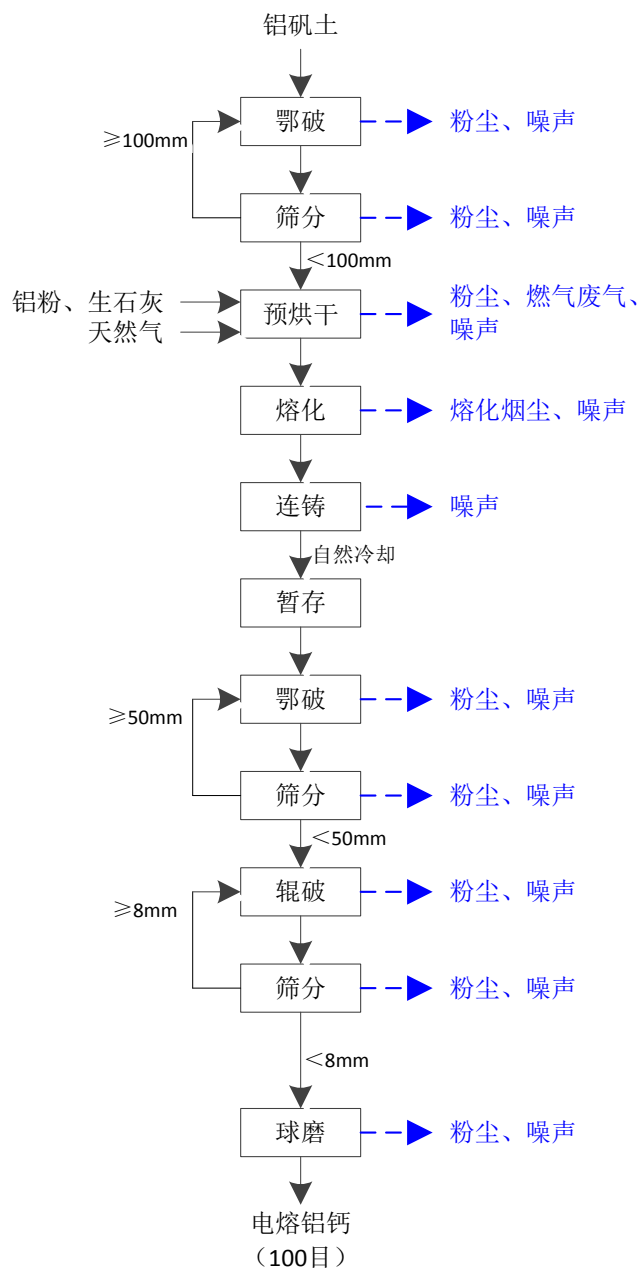 铝矾土
鄂破
粉尘、噪声
≥100mm
筛分
粉尘、噪声
＜100mm
铝粉、生石灰
天然气
预烘干
粉尘、燃气废气、
噪声
熔化
熔化烟尘、噪声
连铸
噪声
自然冷却
暂存
鄂破
粉尘、噪声
≥50mm
筛分
粉尘、噪声
＜50mm
辊破
粉尘、噪声
≥8mm
筛分
粉尘、噪声
＜8mm
球磨
粉尘、噪声
电熔铝钙
（100目）